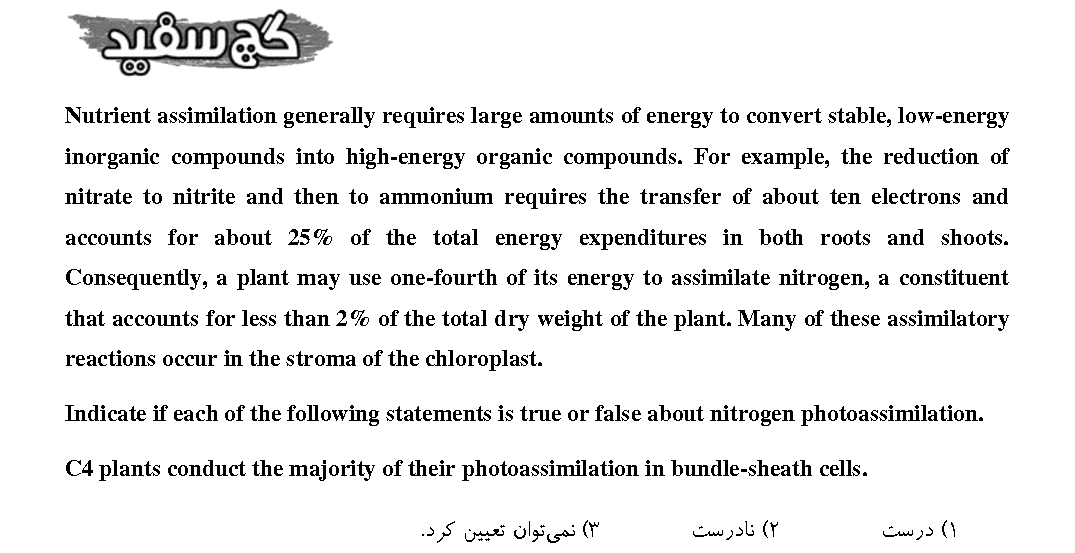 گچ سفید
Nutrient assimilation generally requires large amounts of energy to convert stable, low-energy
inorganic compounds into high-energy organic compounds. For example, the reduction of
nitrate to nitrite and then to ammonium requires the transfer of about ten electrons and
accounts for about 25% of the total energy expenditures in both roots and shoots.
Consequently, a plant may use one-fourth of its energy to assimilate nitrogen, a constituent
that accounts for less than 2% of the total dry weight of the plant. Many of these assimilatory
reactions occur in the stroma of the chloroplast.
Indicate if each of the following statements is true or false about nitrogen photoassimilation.
C4 plants conduct the majority of their photoassimilation in bundle-sheath cells.
۱) درست ۲) نادرست ۳) نمی‌توان تعیین کرد.